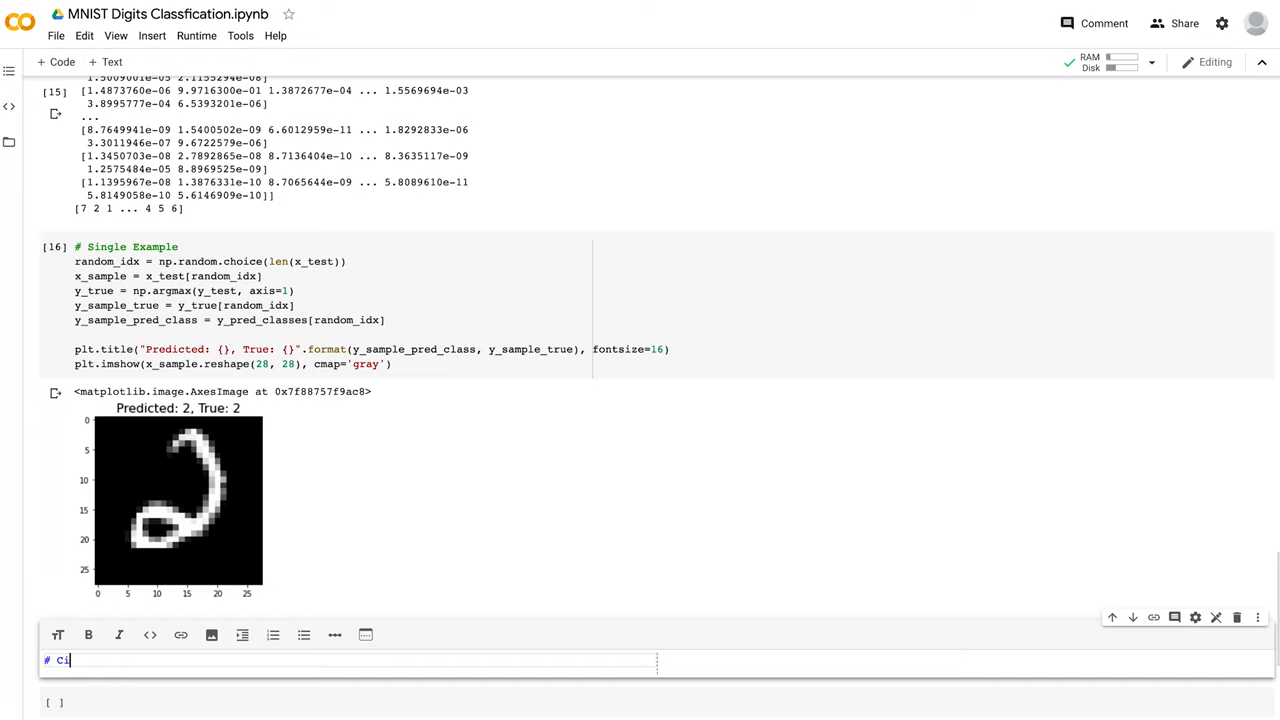 MNIST Digits Classfication.ipynb
Comment
Share
File Edit View Insert Runtime Tools Help
+ Code + Text
RAM
Disk
Editing
1.5009001e-05 2.1155294e-08]
[15] [1.4873760e-06 9.9716300e-01 1.3872677e-04 ... 1.5569694e-03
3.8995777e-04 6.5393201e-06]
...
[8.7649941e-09 1.5400502e-09 6.6012959e-11 ... 1.8292833e-06
3.3011946e-07 9.6722579e-06]
[1.3450703e-08 2.7892865e-08 8.7136404e-10 ... 8.3635117e-09
1.2575484e-05 8.8969525e-09]
[1.1395967e-08 1.3876331e-10 8.7065644e-09 ... 5.8089610e-11
5.8149058e-10 5.6146909e-10]]
[7 2 1 ... 4 5 6]
[16] # Single Example
random_idx = np.random.choice(len(x_test))
x_sample = x_test[random_idx]
y_true = np.argmax(y_test, axis=1)
y_sample_true = y_true[random_idx]
y_sample_pred_class = y_pred_classes[random_idx]
plt.title("Predicted: {}, True: {}".format(y_sample_pred_class, y_sample_true), fontsize=16)
plt.imshow(x_sample.reshape(28, 28), cmap='gray')
<matplotlib.image.AxesImage at 0x7f88757f9ac8>
Predicted: 2, True: 2
0
5
10
15
20
25
0 5 10 15 20 25
# Ci
[ ]